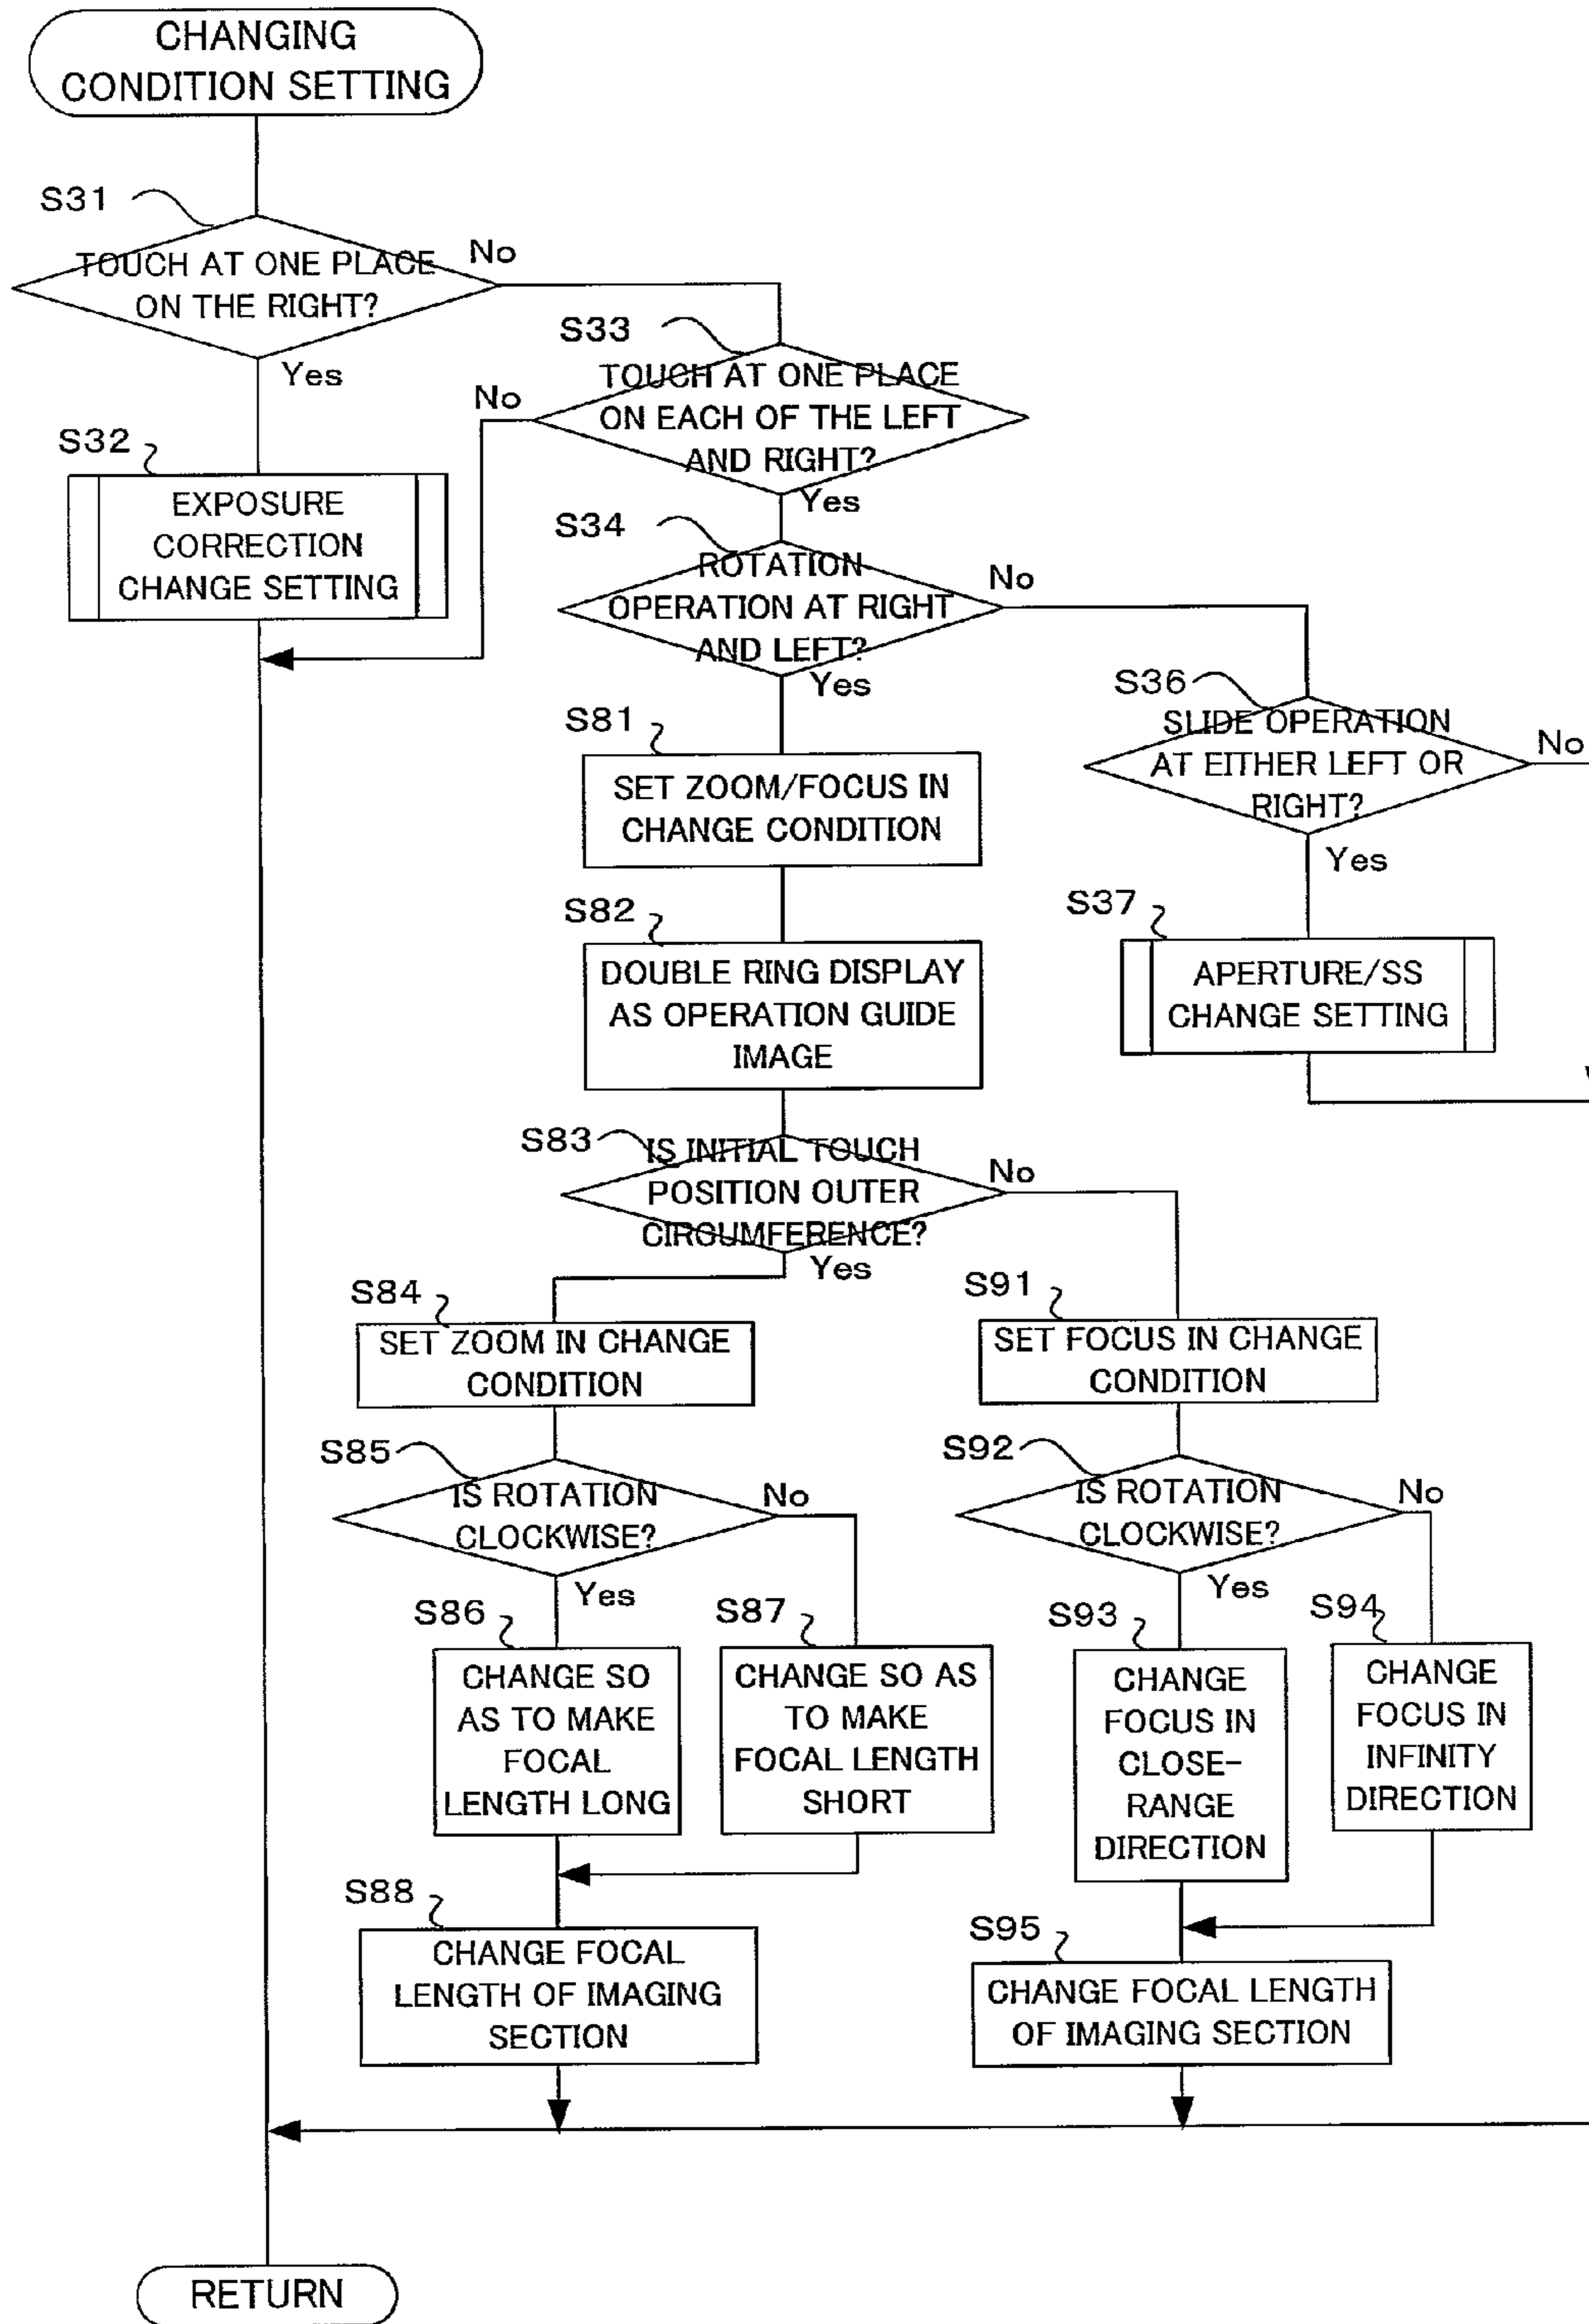 CHANGING
CONDITION SETTING
S31
TOUCH AT ONE PLACE
ON THE RIGHT?
No
Yes
S33
TOUCH AT ONE PLACE
ON EACH OF THE LEFT
AND RIGHT?
No
Yes
S32
EXPOSURE
CORRECTION
CHANGE SETTING
S34
ROTATION
OPERATION AT RIGHT
AND LEFT?
No
Yes
S36
SLIDE OPERATION
AT EITHER LEFT OR
RIGHT?
No
Yes
S81
SET ZOOM/FOCUS IN
CHANGE CONDITION
S37
APERTURE/SS
CHANGE SETTING
S82
DOUBLE RING DISPLAY
AS OPERATION GUIDE
IMAGE
S83
IS INITIAL TOUCH
POSITION OUTER
CIRCUMFERENCE?
No
Yes
S84
SET ZOOM IN CHANGE
CONDITION
S91
SET FOCUS IN CHANGE
CONDITION
S85
IS ROTATION
CLOCKWISE?
No
Yes
S92
IS ROTATION
CLOCKWISE?
No
Yes
S86
CHANGE SO
AS TO MAKE
FOCAL
LENGTH LONG
S87
CHANGE SO AS
TO MAKE
FOCAL LENGTH
SHORT
S93
CHANGE
FOCUS IN
CLOSE-
RANGE
DIRECTION
S94
CHANGE
FOCUS IN
INFINITY
DIRECTION
S88
CHANGE FOCAL
LENGTH OF IMAGING
SECTION
S95
CHANGE FOCAL LENGTH
OF IMAGING SECTION
RETURN